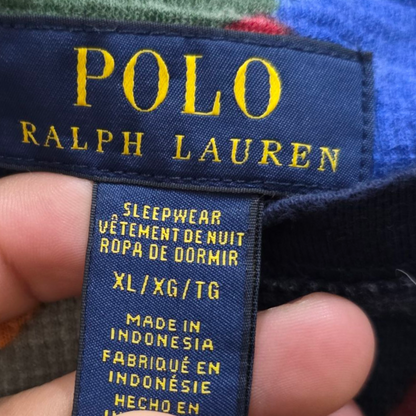 POLO
RALPH LAUREN
SLEEPWEAR
VÊTEMENT DE NUIT
ROPA DE DORMIR
XL/XG/TG
MADE IN
INDONESIA
FABRIQUÉ EN
INDONÉSIE
HECHO EN